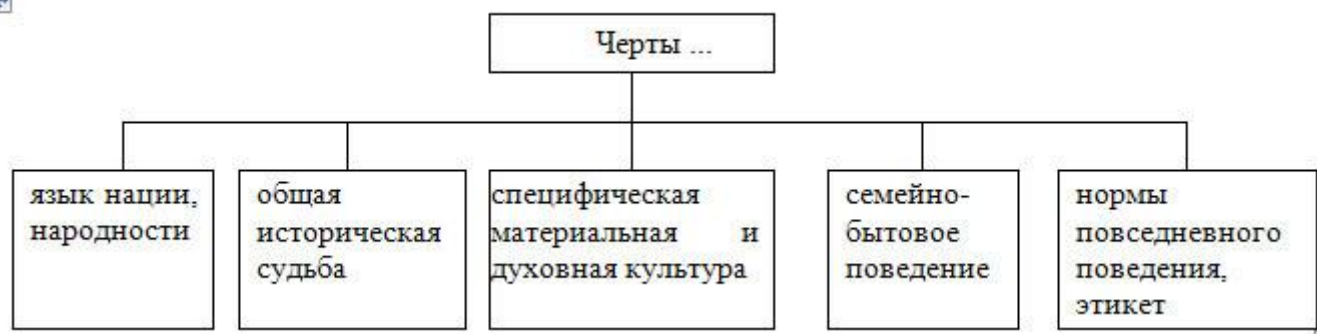 Черты ...
язык нации,
народности
общая
историческая
судьба
специфическая
материальная и
духовная культура
семейно-
бытовое
поведение
нормы
повседневного
поведения,
этикет